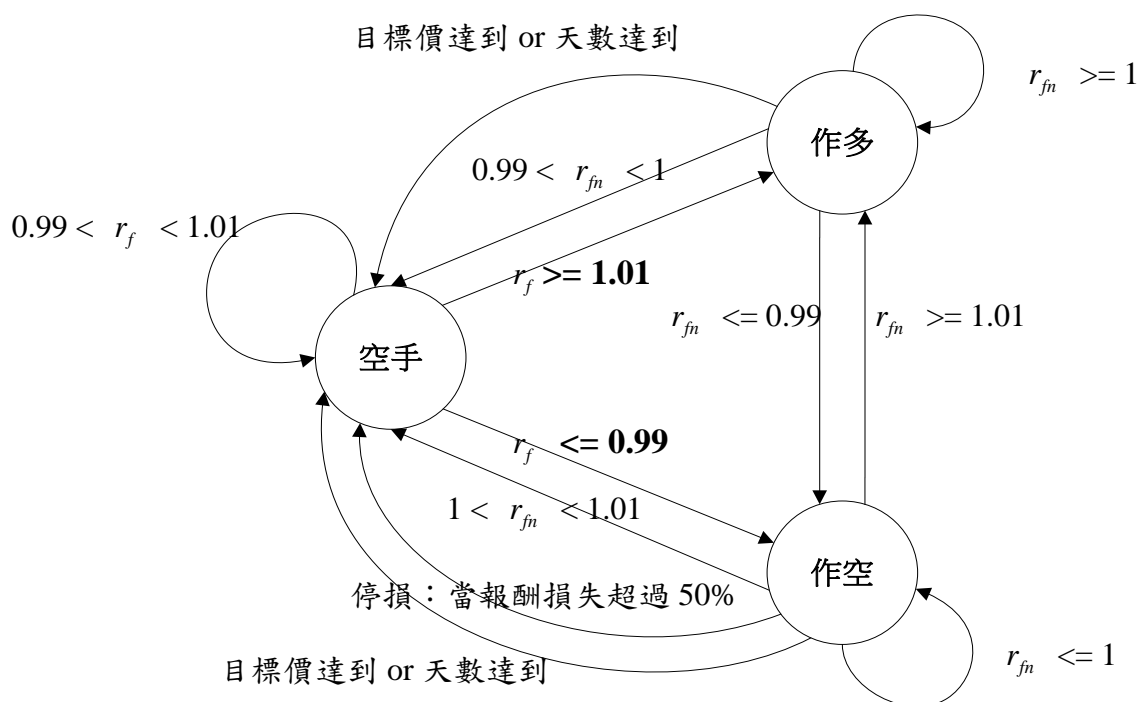 目標價達到 or 天數達到
r_fn >= 1
作多
0.99 < r_fn < 1
0.99 < r_f < 1.01
r_f >= 1.01
r_fn <= 0.99
r_fn >= 1.01
空手
r_f <= 0.99
1 < r_fn < 1.01
作空
停損：當報酬損失超過 50%
目標價達到 or 天數達到
r_fn <= 1